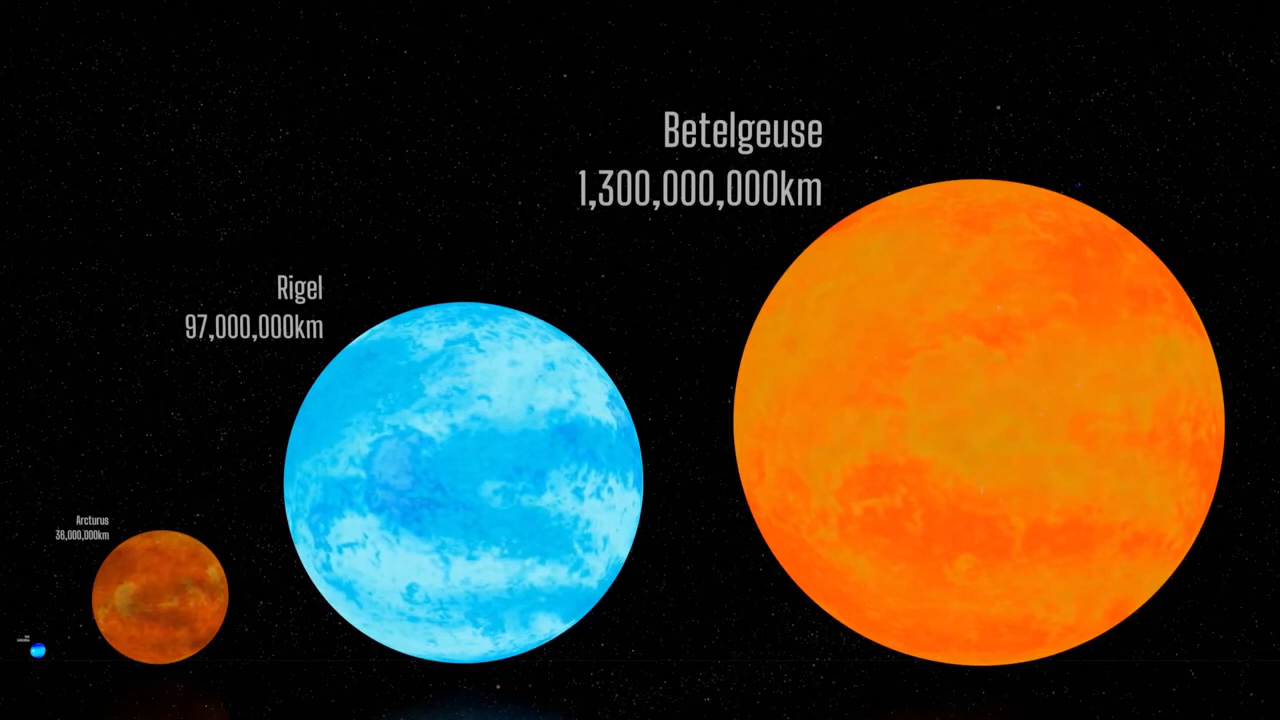 Betelgeuse
1,300,000,000km
Rigel
97,000,000km
Arcturus
36,000,000km